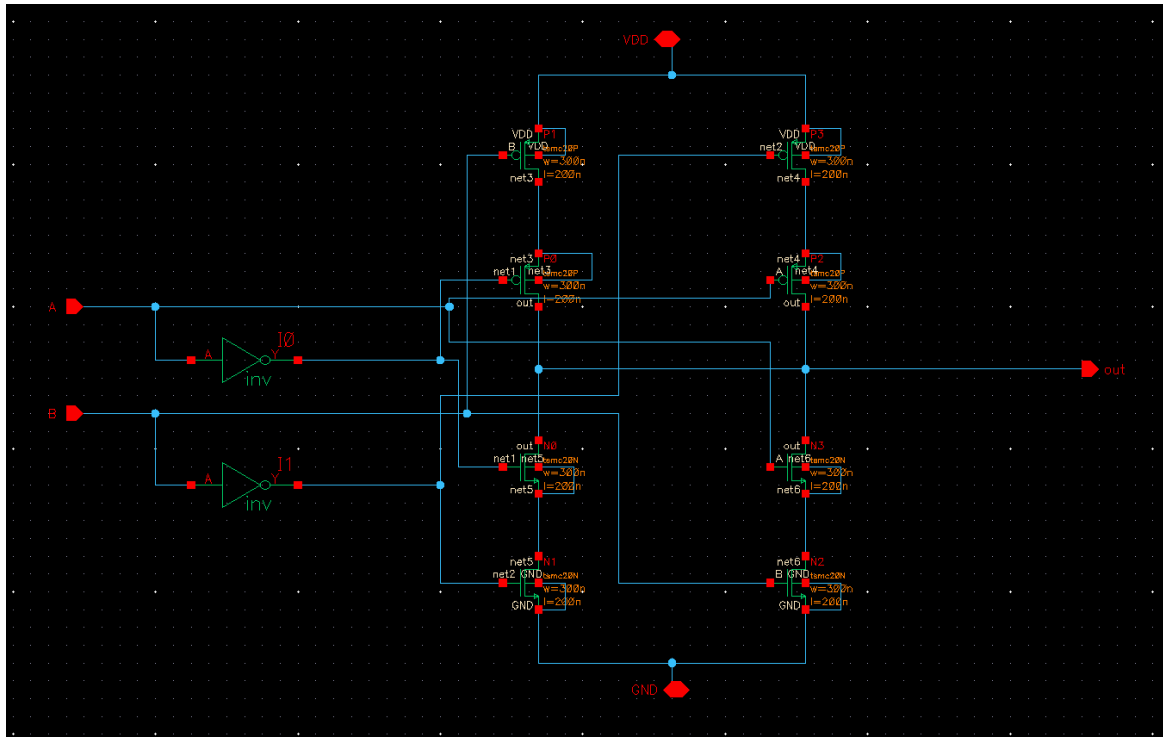 VDD
VDD P1
B VDD tsmc20P
w=300n
net3 l=200n
VDD P3
net2 VDD tsmc20P
w=300n
net4 l=200n
net3 P0
net1 net3 tsmc20P
w=300n
out l=200n
net4 P2
A net4 tsmc20P
w=300n
out l=200n
A
A Y I0
inv
out
B
A Y I1
inv
out N0
net1 net5 tsmc20N
w=300n
net5 l=200n
out N3
A net6 tsmc20N
w=300n
net6 l=200n
net5 N1
net2 GND tsmc20N
w=300n
GND l=200n
net6 N2
B GND tsmc20N
w=300n
GND l=200n
GND